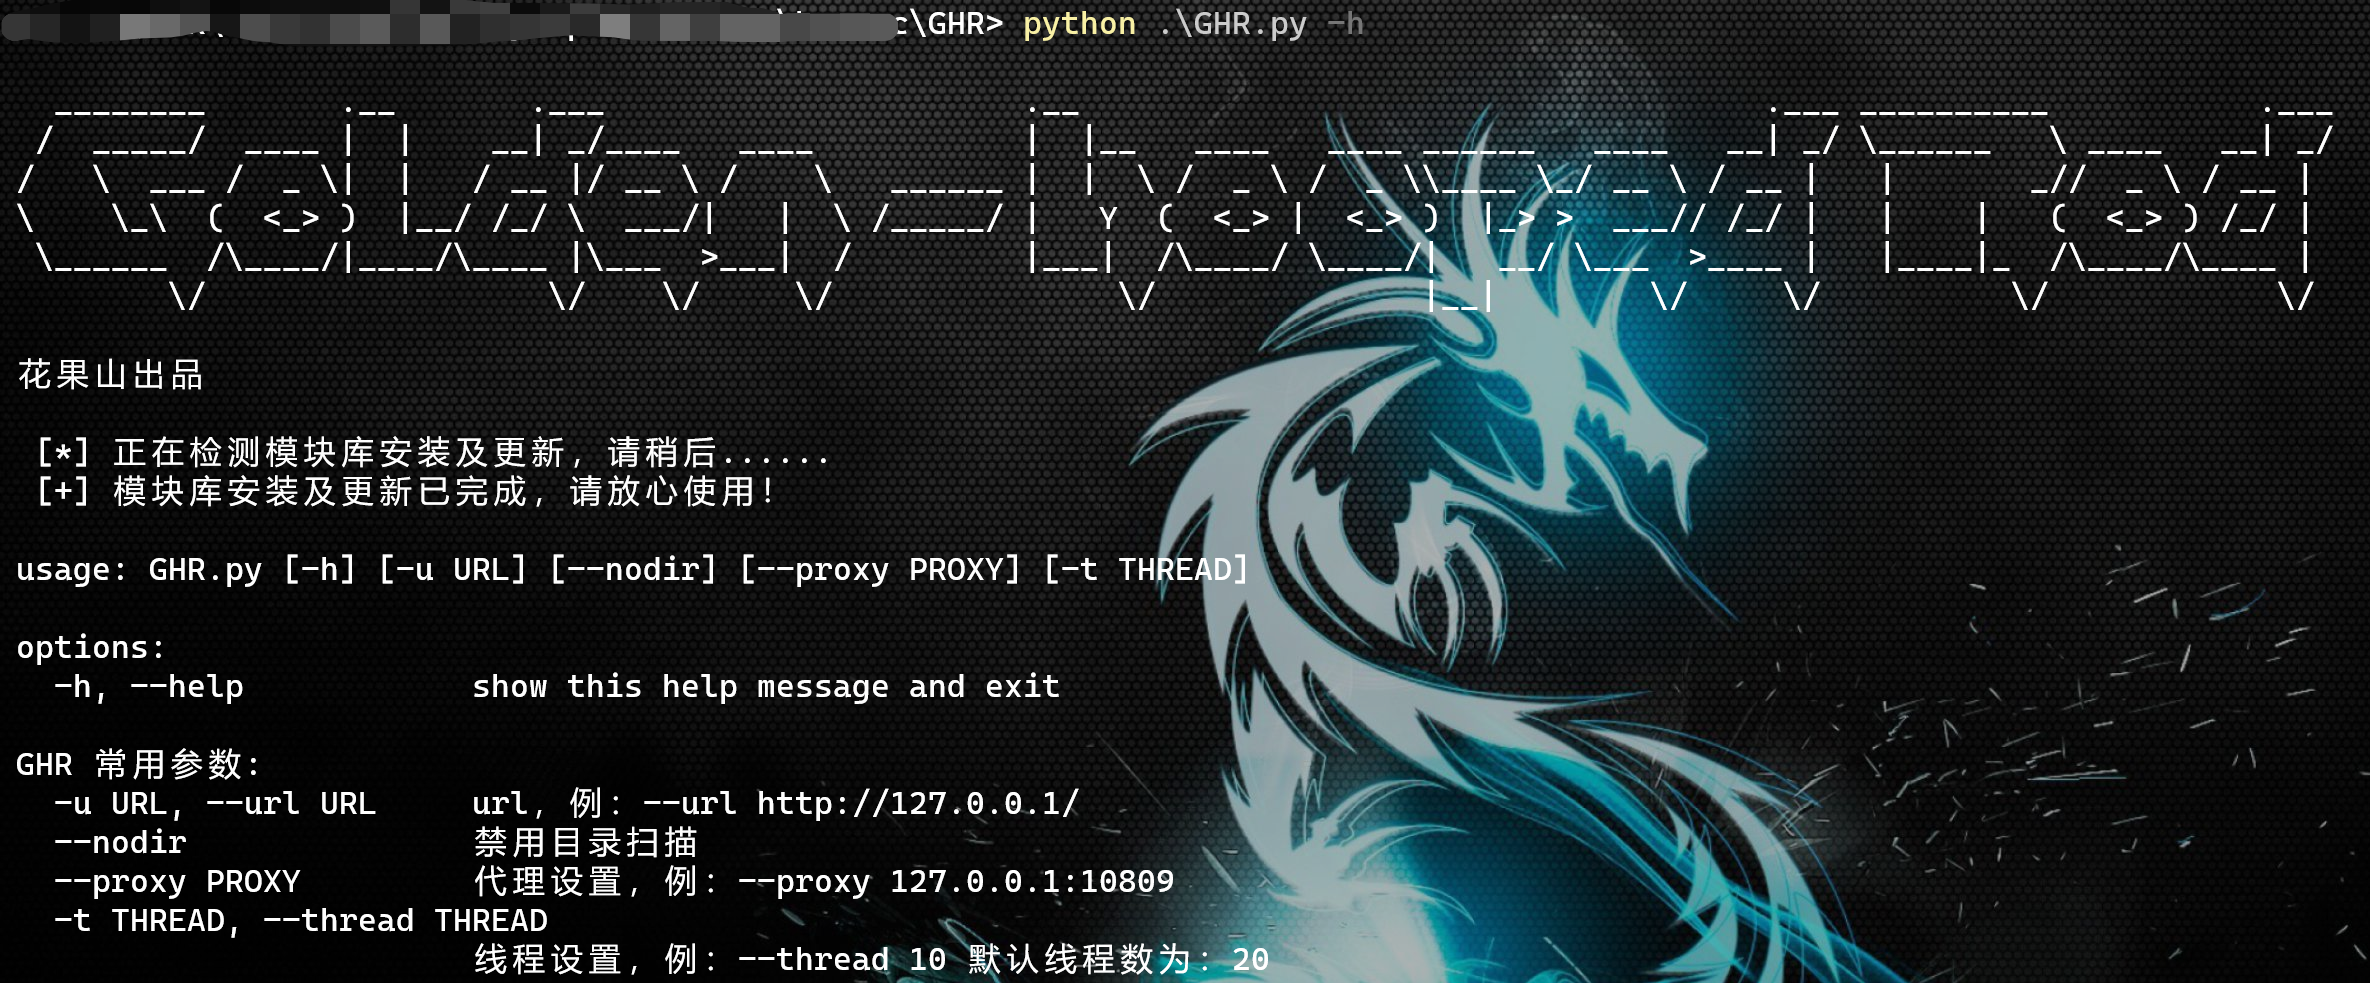 c\GHR> python .\GHR.py -h
Golden-hooped Rod
花果山出品
[*] 正在检测模块库安装及更新，请稍后......
[+] 模块库安装及更新已完成，请放心使用！
usage: GHR.py [-h] [-u URL] [--nodir] [--proxy PROXY] [-t THREAD]
options:
-h, --help show this help message and exit
GHR 常用参数：
-u URL, --url URL url，例：--url http://127.0.0.1/
--nodir 禁用目录扫描
--proxy PROXY 代理设置，例：--proxy 127.0.0.1:10809
-t THREAD, --thread THREAD
线程设置，例：--thread 10 默认线程数为：20